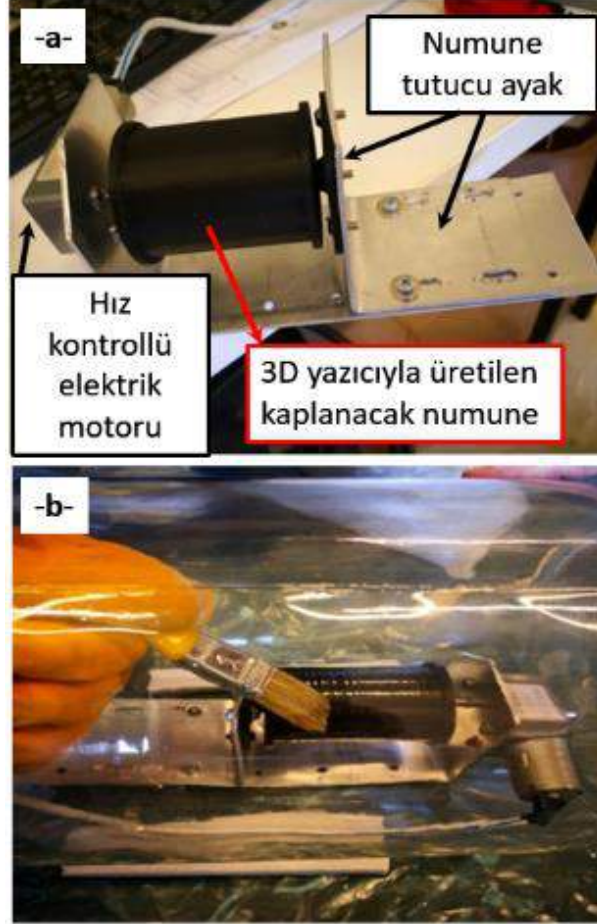 -a-
Numune
tutucu ayak
Hız
kontrollü
elektrik
motoru
3D yazıcıyla üretilen
kaplanacak numune
-b-